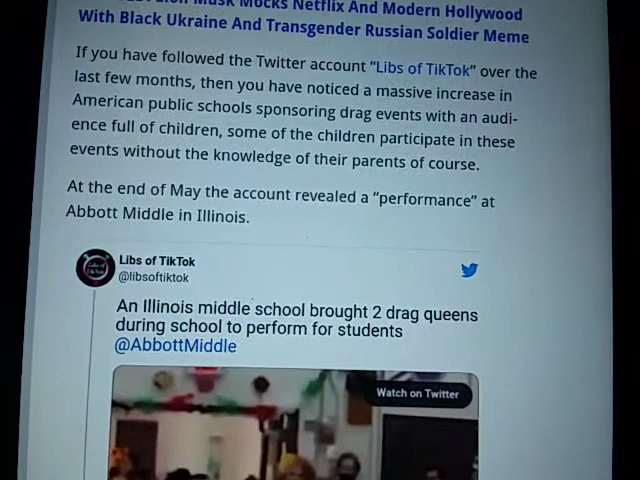 Musk Mocks Netflix And Modern Hollywood
With Black Ukraine And Transgender Russian Soldier Meme
If you have followed the Twitter account “Libs of TikTok” over the
last few months, then you have noticed a massive increase in
American public schools sponsoring drag events with an audi-
ence full of children, some of the children participate in these
events without the knowledge of their parents of course.
At the end of May the account revealed a “performance” at
Abbott Middle in Illinois.
Libs of TikTok
@libsoftiktok
An Illinois middle school brought 2 drag queens
during school to perform for students
@AbbottMiddle
Watch on Twitter